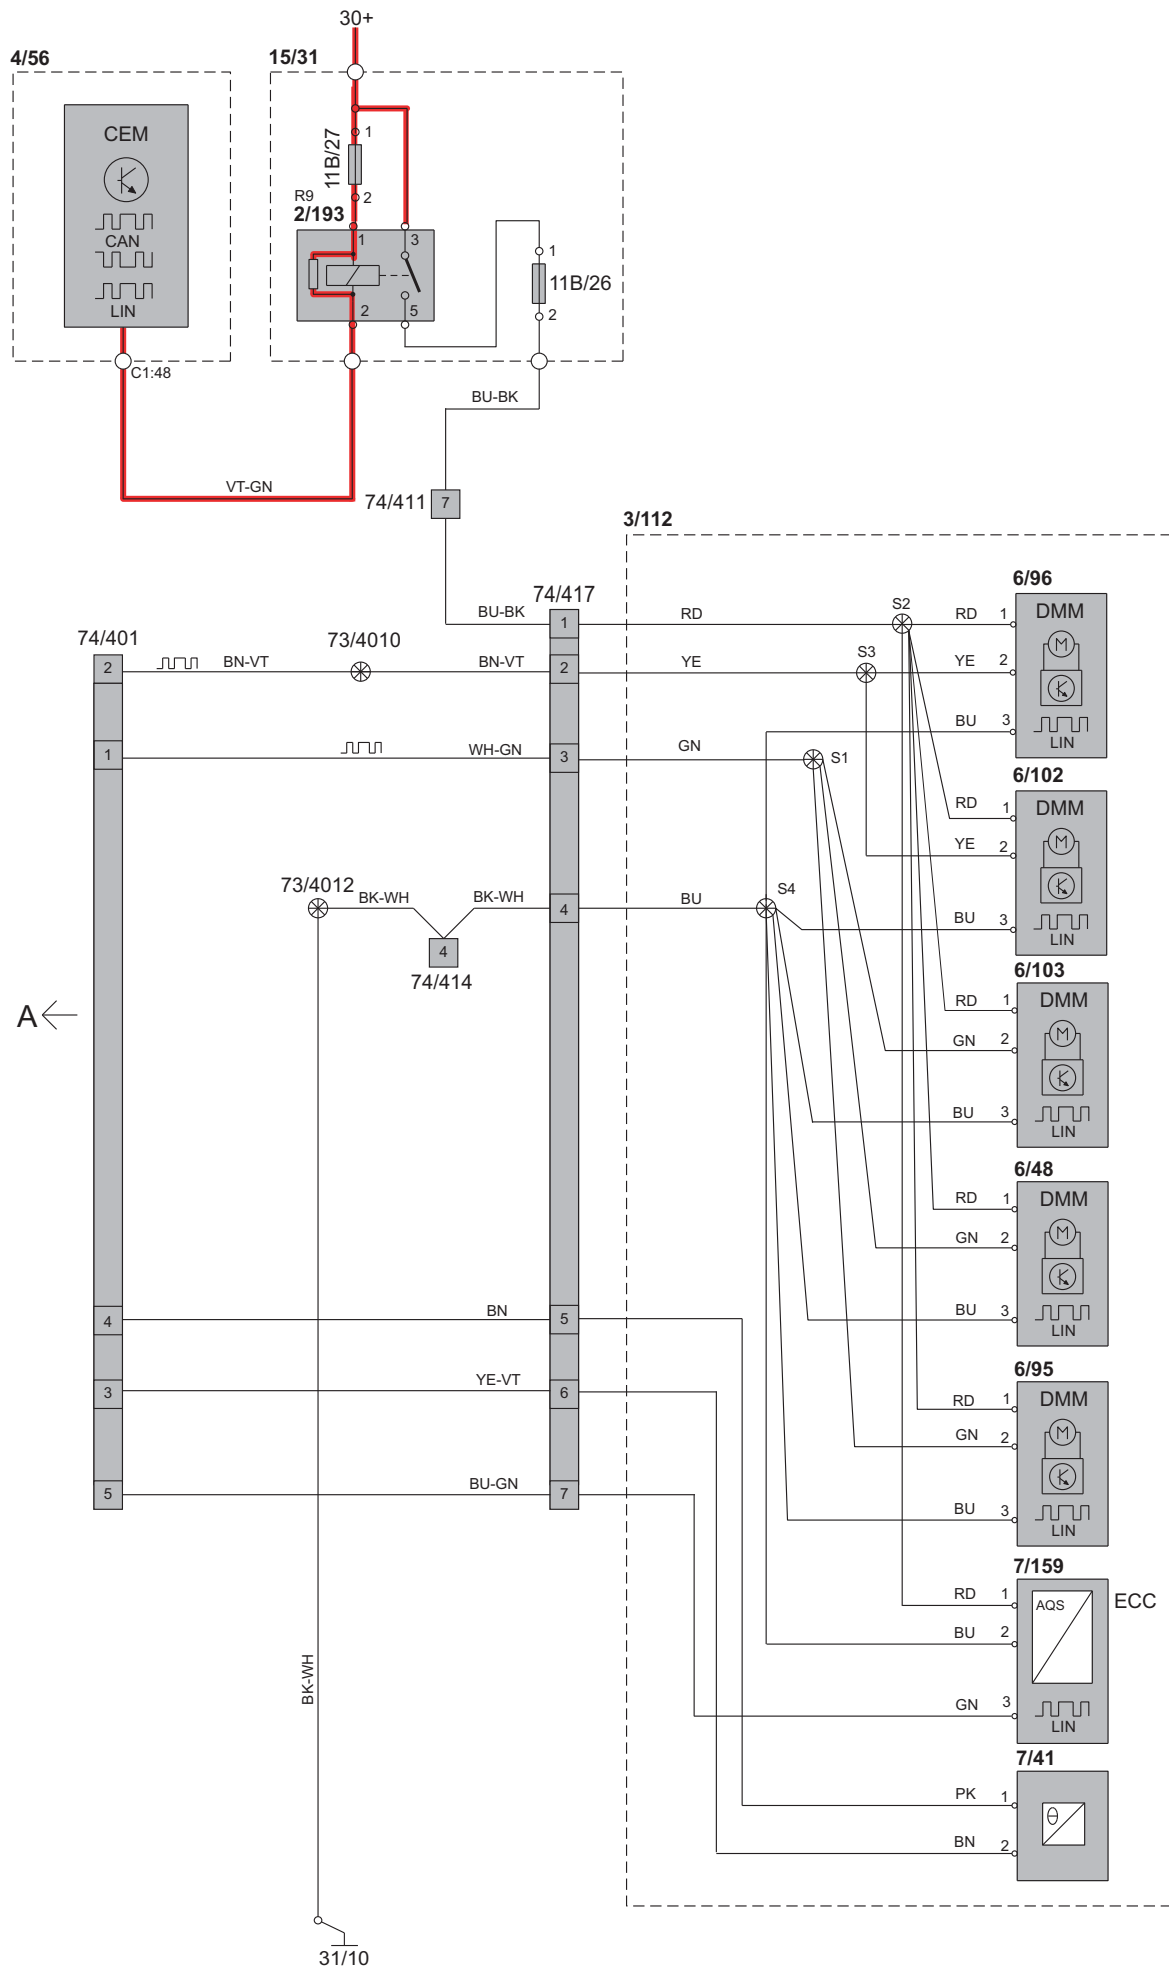 30+
4/56
15/31
CEM
CAN
LIN
C1:48
1
11B/27
2
R9
2/193
1
3
2
5
1
11B/26
2
BU-BK
VT-GN
74/411
7
3/112
74/417
BU-BK
1
RD
S2
74/401
2
BN-VT
73/4010
BN-VT
2
YE
S3
1
WH-GN
3
GN
S1
73/4012
BK-WH
BK-WH
4
BU
S4
4
74/414
A
4
BN
5
3
YE-VT
6
5
BU-GN
7
BK-WH
31/10
6/96
RD
1
DMM
M
YE
2
BU
3
LIN
6/102
RD
1
DMM
M
YE
2
BU
3
LIN
6/103
RD
1
DMM
M
GN
2
BU
3
LIN
6/48
RD
1
DMM
M
GN
2
BU
3
LIN
6/95
RD
1
DMM
M
GN
2
BU
3
LIN
7/159
RD
1
AQS
ECC
BU
2
GN
3
LIN
7/41
PK
1
θ
BN
2